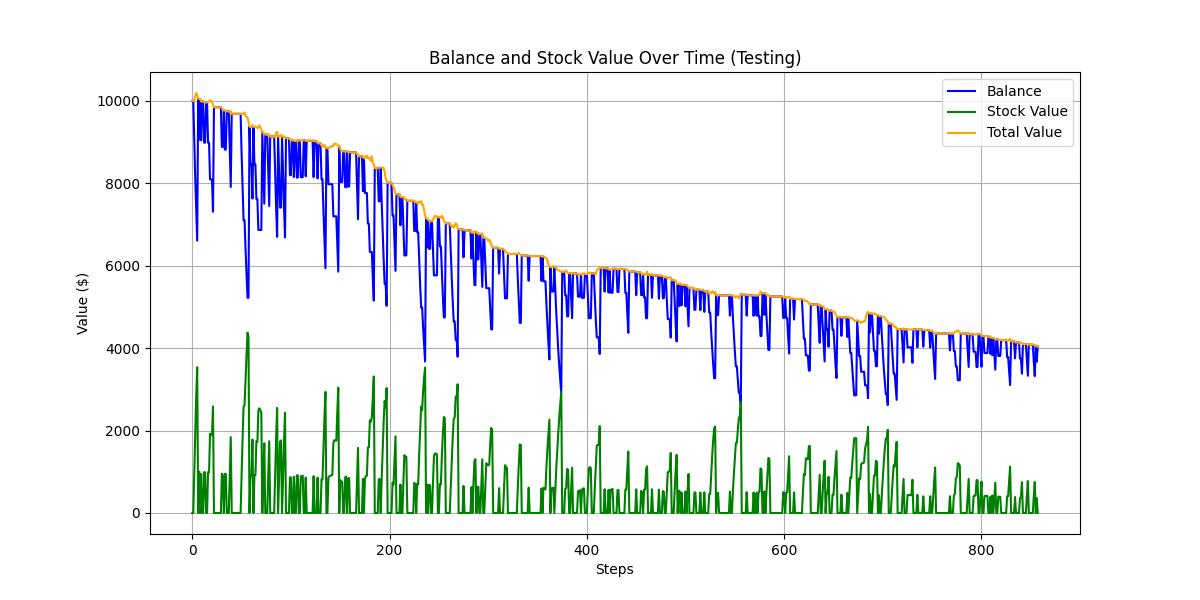 Balance and Stock Value Over Time (Testing)
Balance
Stock Value
Total Value
10000
8000
6000
4000
2000
0
Value ($)
0 200 400 600 800
Steps